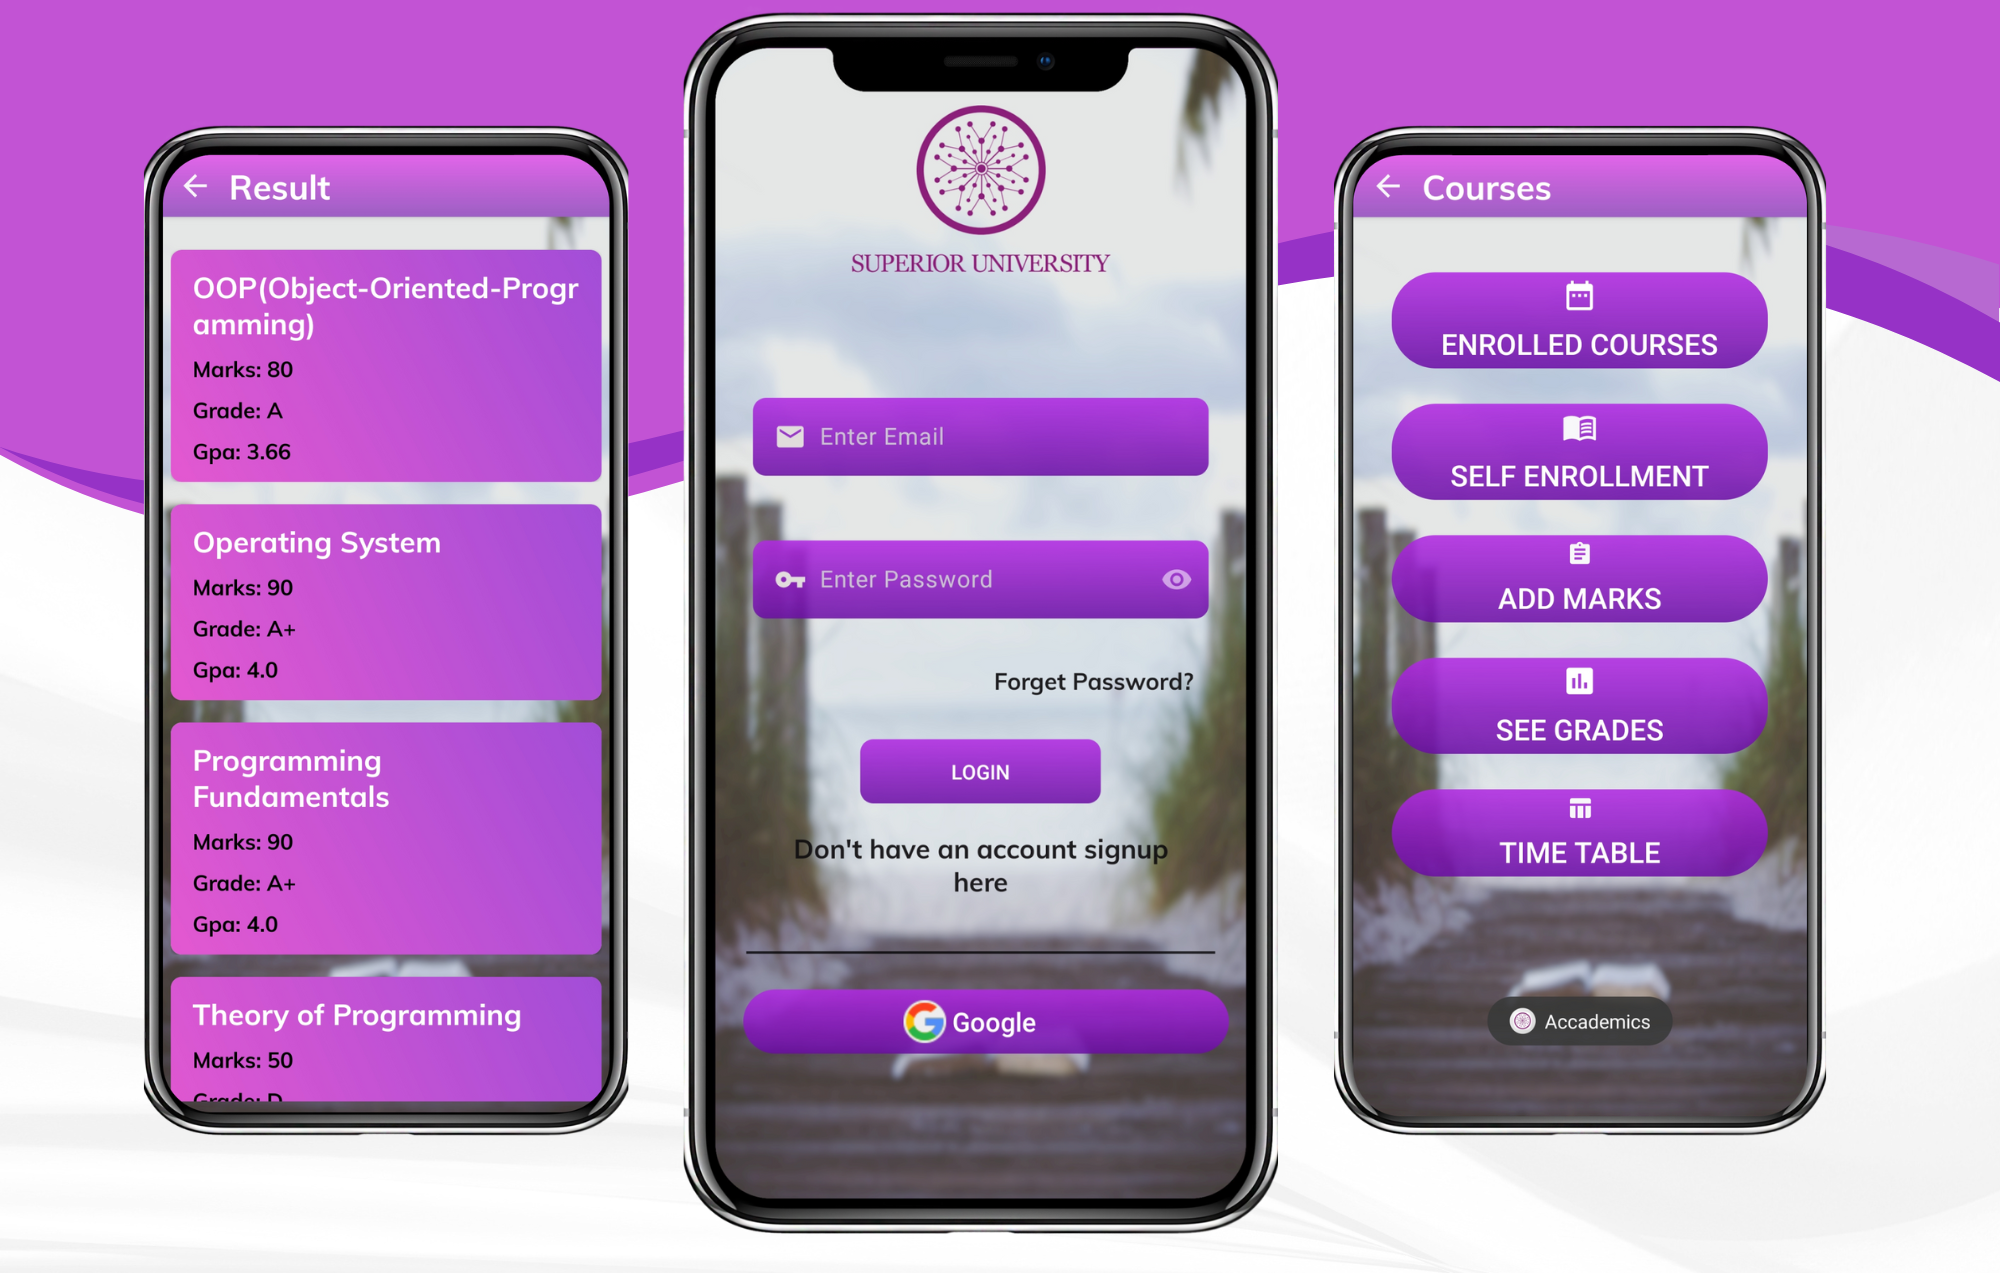 Result
OOP(Object-Oriented-Progr
amming)
Marks: 80
Grade: A
Gpa: 3.66
Operating System
Marks: 90
Grade: A+
Gpa: 4.0
Programming
Fundamentals
Marks: 90
Grade: A+
Gpa: 4.0
Theory of Programming
Marks: 50
Grade: D
SUPERIOR UNIVERSITY
Enter Email
Enter Password
Forget Password?
LOGIN
Don't have an account signup
here
Google
Courses
ENROLLED COURSES
SELF ENROLLMENT
ADD MARKS
SEE GRADES
TIME TABLE
Accademics